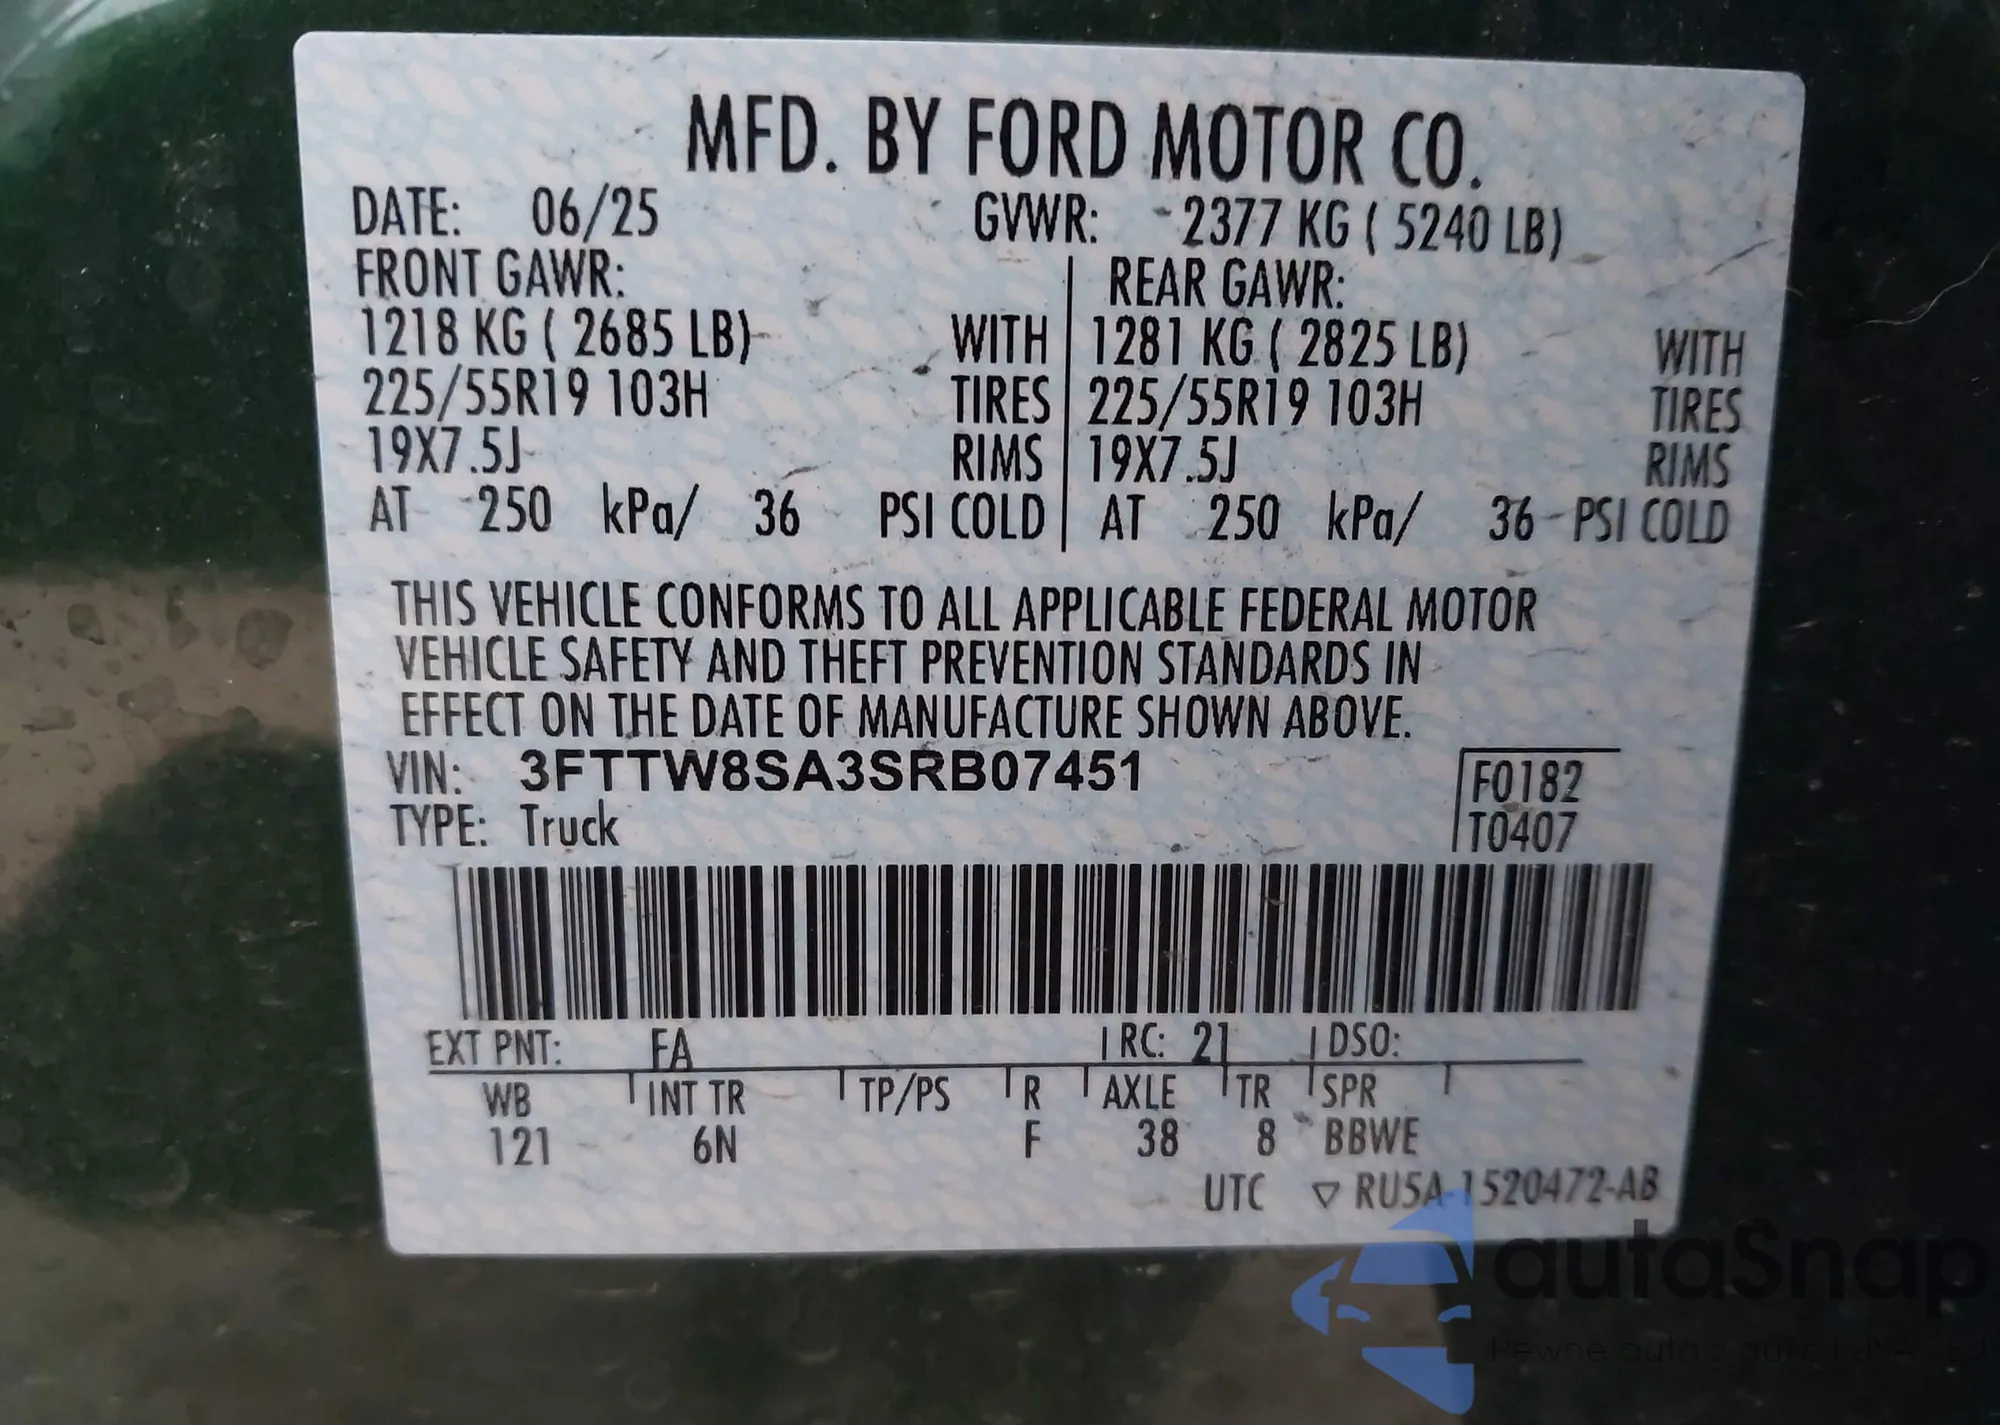 MFD. BY FORD MOTOR CO.
DATE: 06/25 GVWR: 2377 KG ( 5240 LB)
FRONT GAWR: REAR GAWR:
1218 KG ( 2685 LB) WITH 1281 KG ( 2825 LB) WITH
225/55R19 103H TIRES 225/55R19 103H TIRES
19X7.5J RIMS 19X7.5J RIMS
AT 250 kPa/ 36 PSI COLD AT 250 kPa/ 36 PSI COLD
THIS VEHICLE CONFORMS TO ALL APPLICABLE FEDERAL MOTOR
VEHICLE SAFETY AND THEFT PREVENTION STANDARDS IN
EFFECT ON THE DATE OF MANUFACTURE SHOWN ABOVE.
VIN: 3FTTW8SA3SRB07451 F0182
TYPE: Truck T0407
EXT PNT: FA RC: 21 DSO:
WB INT TR TP/PS R AXLE TR SPR
121 6N F 38 8 BBWE
UTC ▽ RU5A-1520472-AB
autaSnap
Pewne auta z